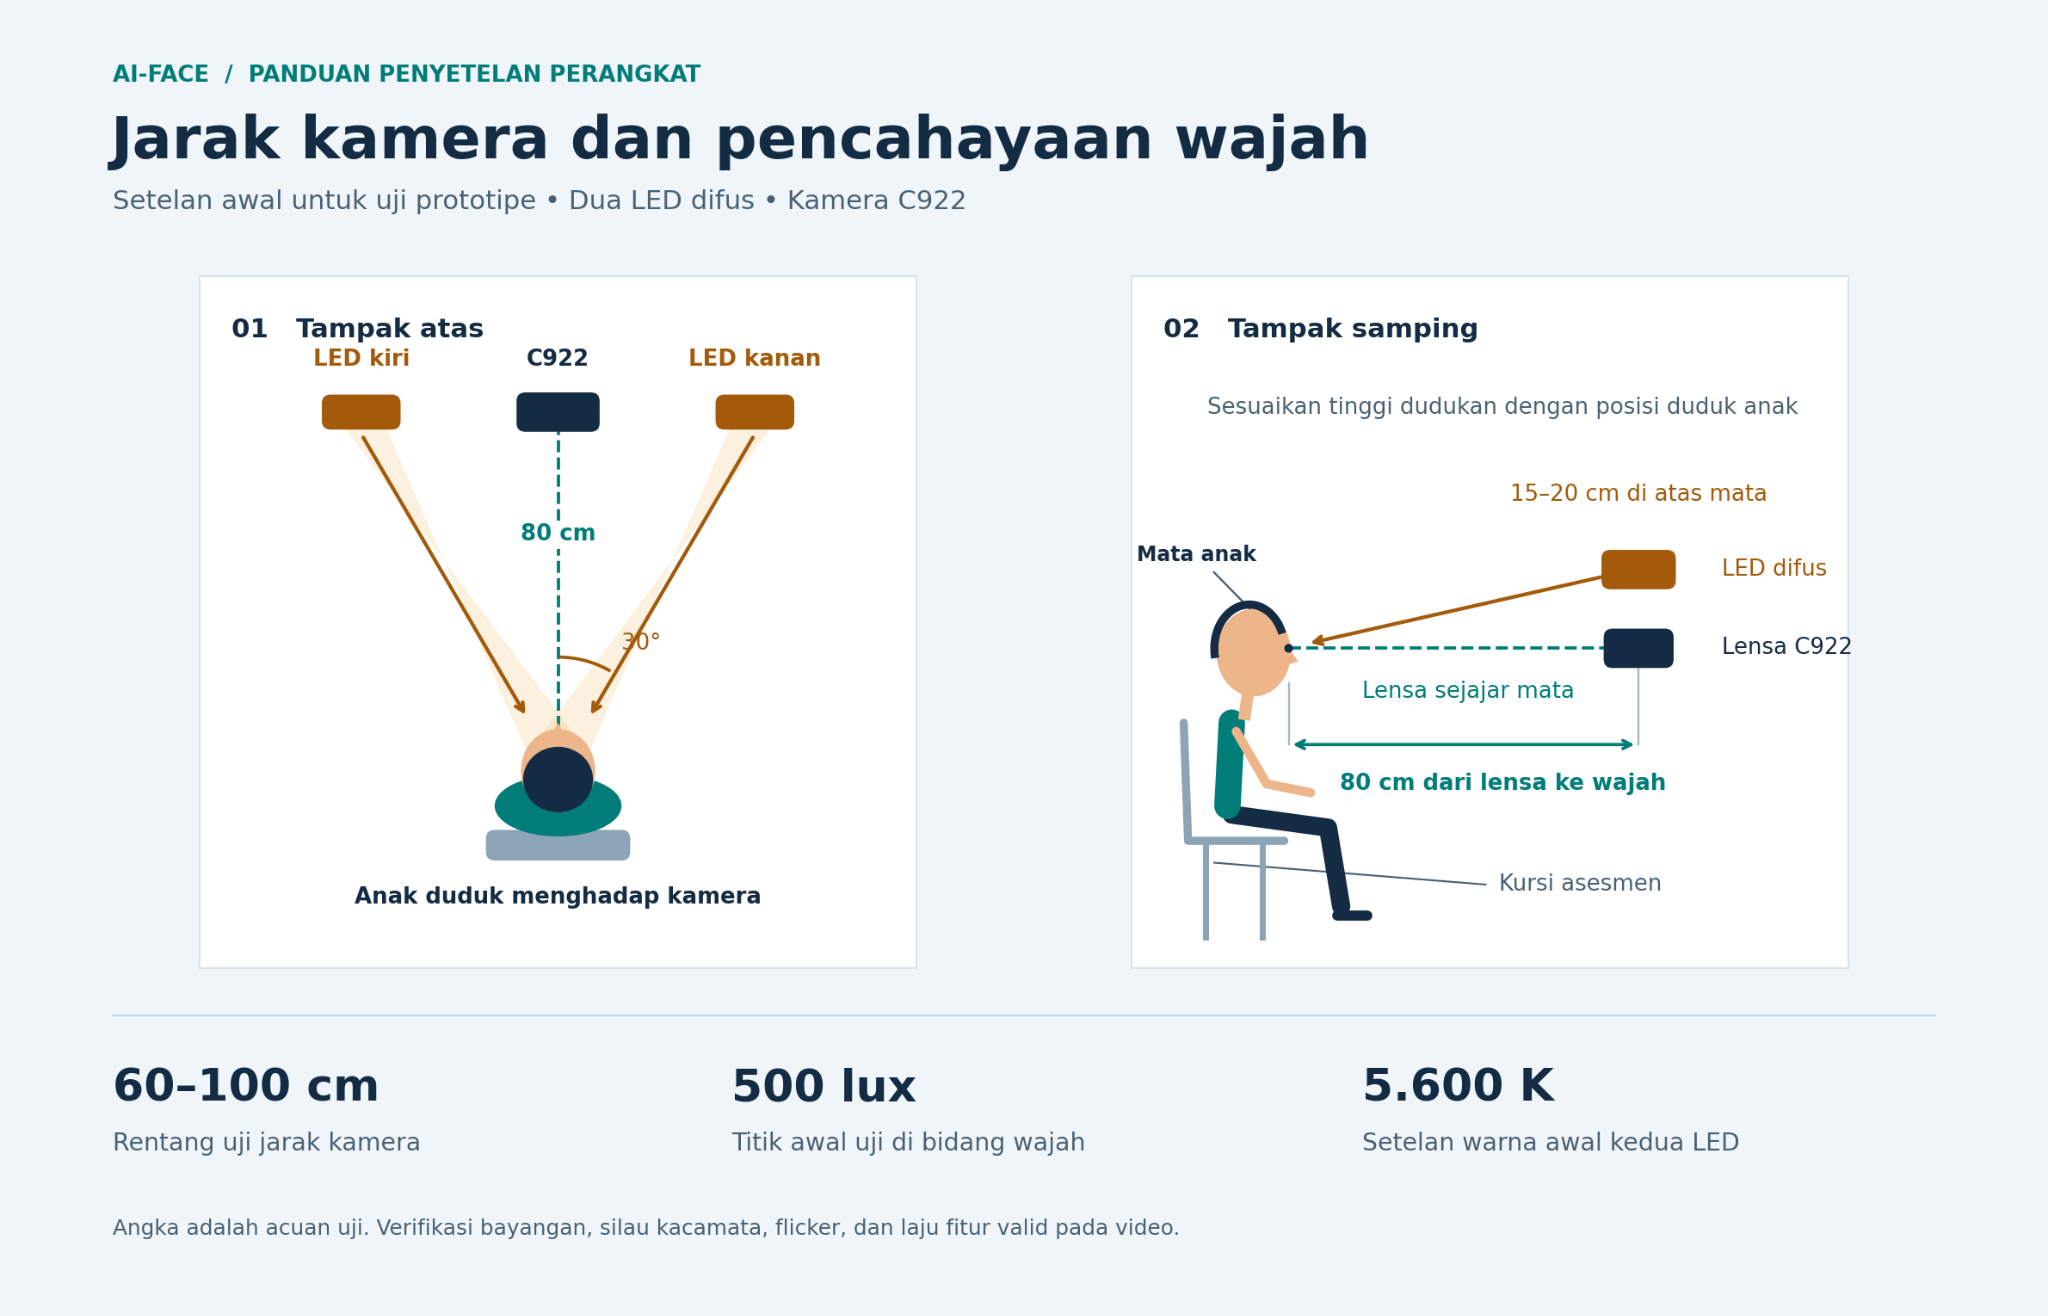 AI-FACE / PANDUAN PENYETELAN PERANGKAT
Jarak kamera dan pencahayaan wajah
Setelan awal untuk uji prototipe • Dua LED difus • Kamera C922
01 Tampak atas
LED kiri
C922
LED kanan
80 cm
30°
Anak duduk menghadap kamera
02 Tampak samping
Sesuaikan tinggi dudukan dengan posisi duduk anak
15–20 cm di atas mata
Mata anak
LED difus
Lensa C922
Lensa sejajar mata
80 cm dari lensa ke wajah
Kursi asesmen
60–100 cm
Rentang uji jarak kamera
500 lux
Titik awal uji di bidang wajah
5.600 K
Setelan warna awal kedua LED
Angka adalah acuan uji. Verifikasi bayangan, silau kacamata, flicker, dan laju fitur valid pada video.